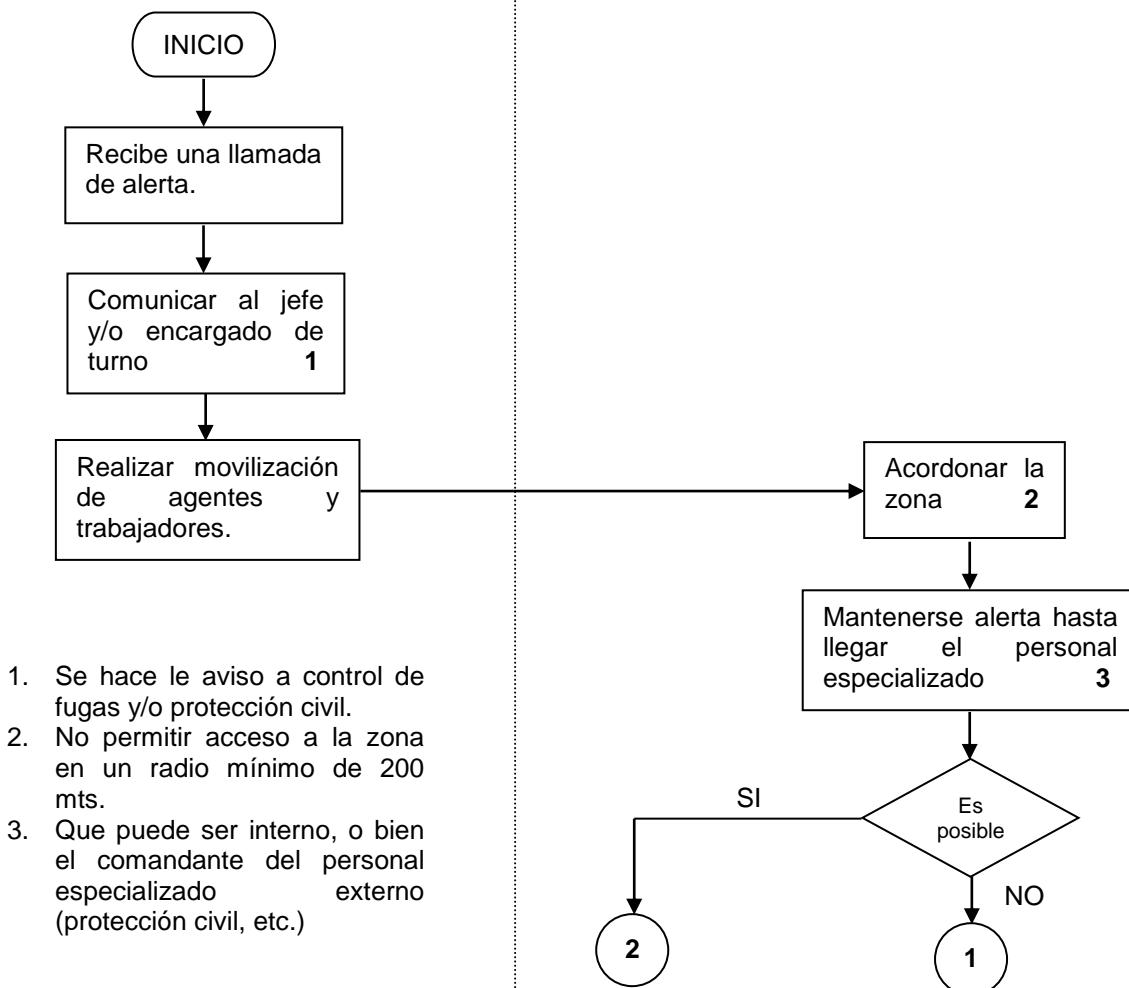 INICIO
Recibe una llamada
de alerta.
Comunicar al jefe
y/o encargado de
turno 1
Realizar movilización
de agentes y
trabajadores.
Acordonar la
zona 2
Mantenerse alerta hasta
llegar el personal
especializado 3
Es
posible
SI
NO
2
1
1. Se hace le aviso a control de
fugas y/o protección civil.
2. No permitir acceso a la zona
en un radio mínimo de 200
mts.
3. Que puede ser interno, o bien
el comandante del personal
especializado externo
(protección civil, etc.)